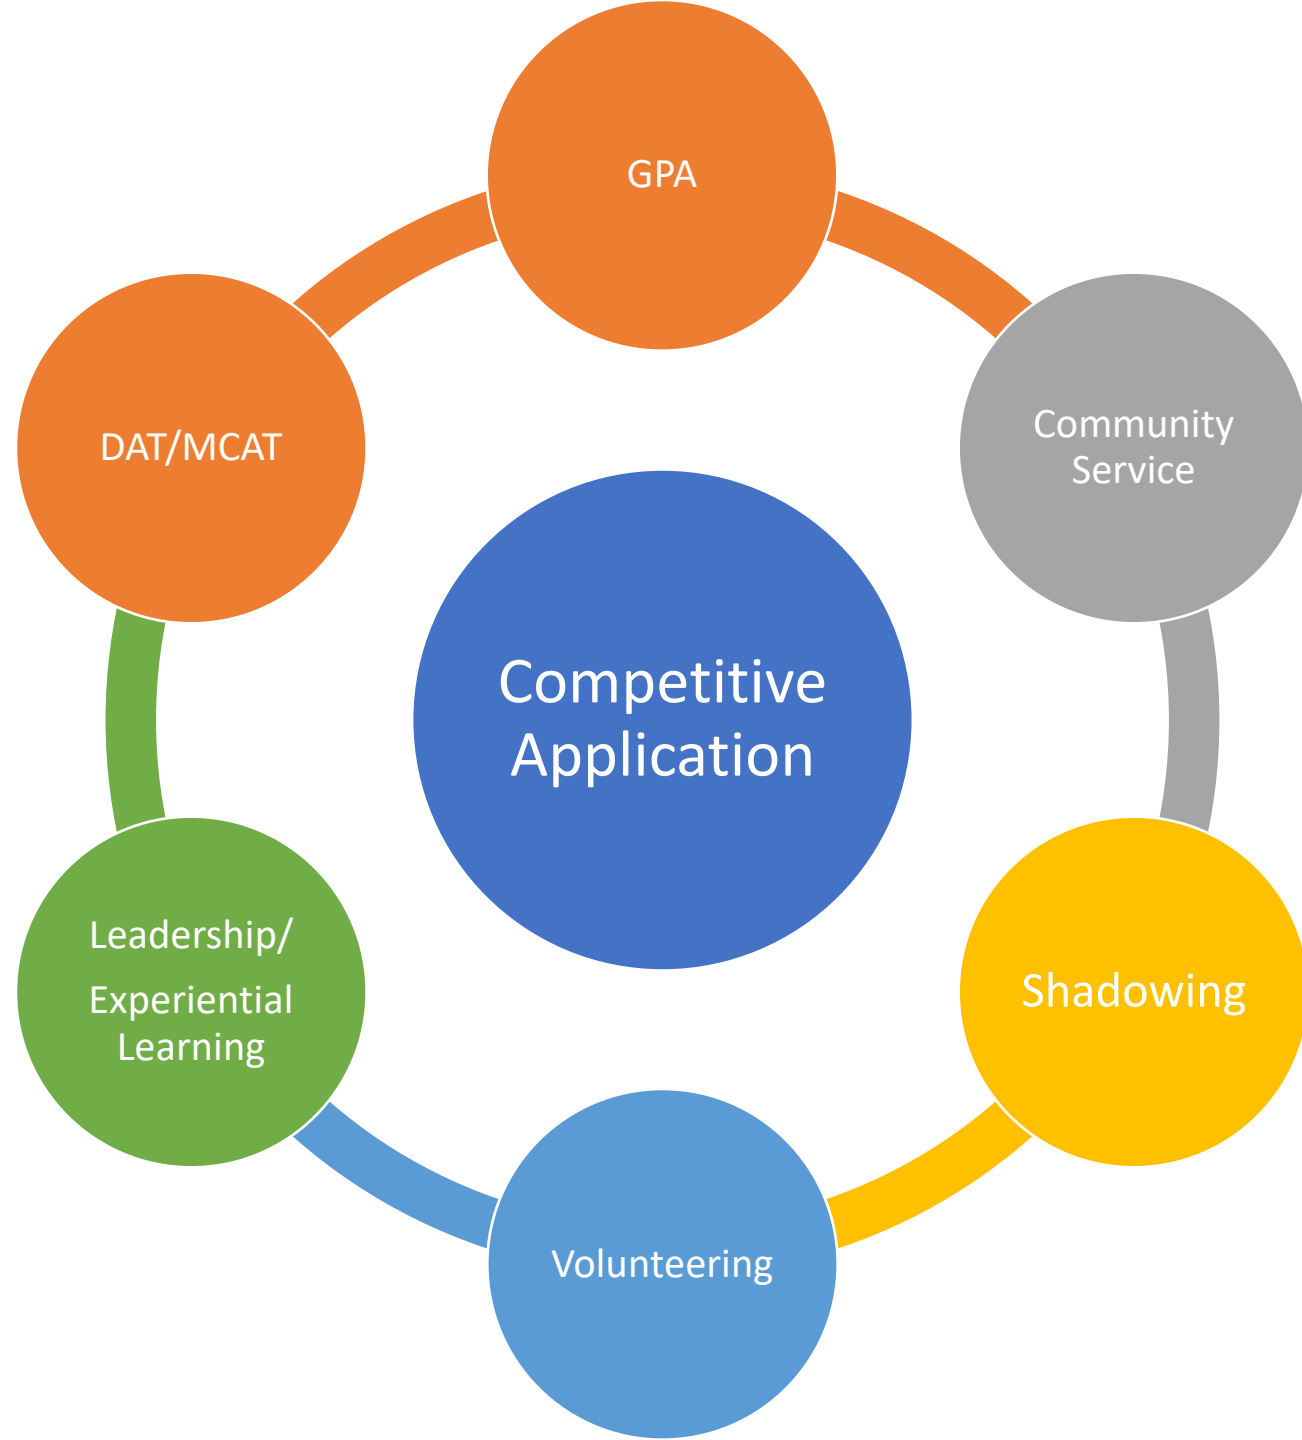 GPA
DAT/MCAT
Community
Service
Competitive
Application
Leadership/
Experiential
Learning
Shadowing
Volunteering